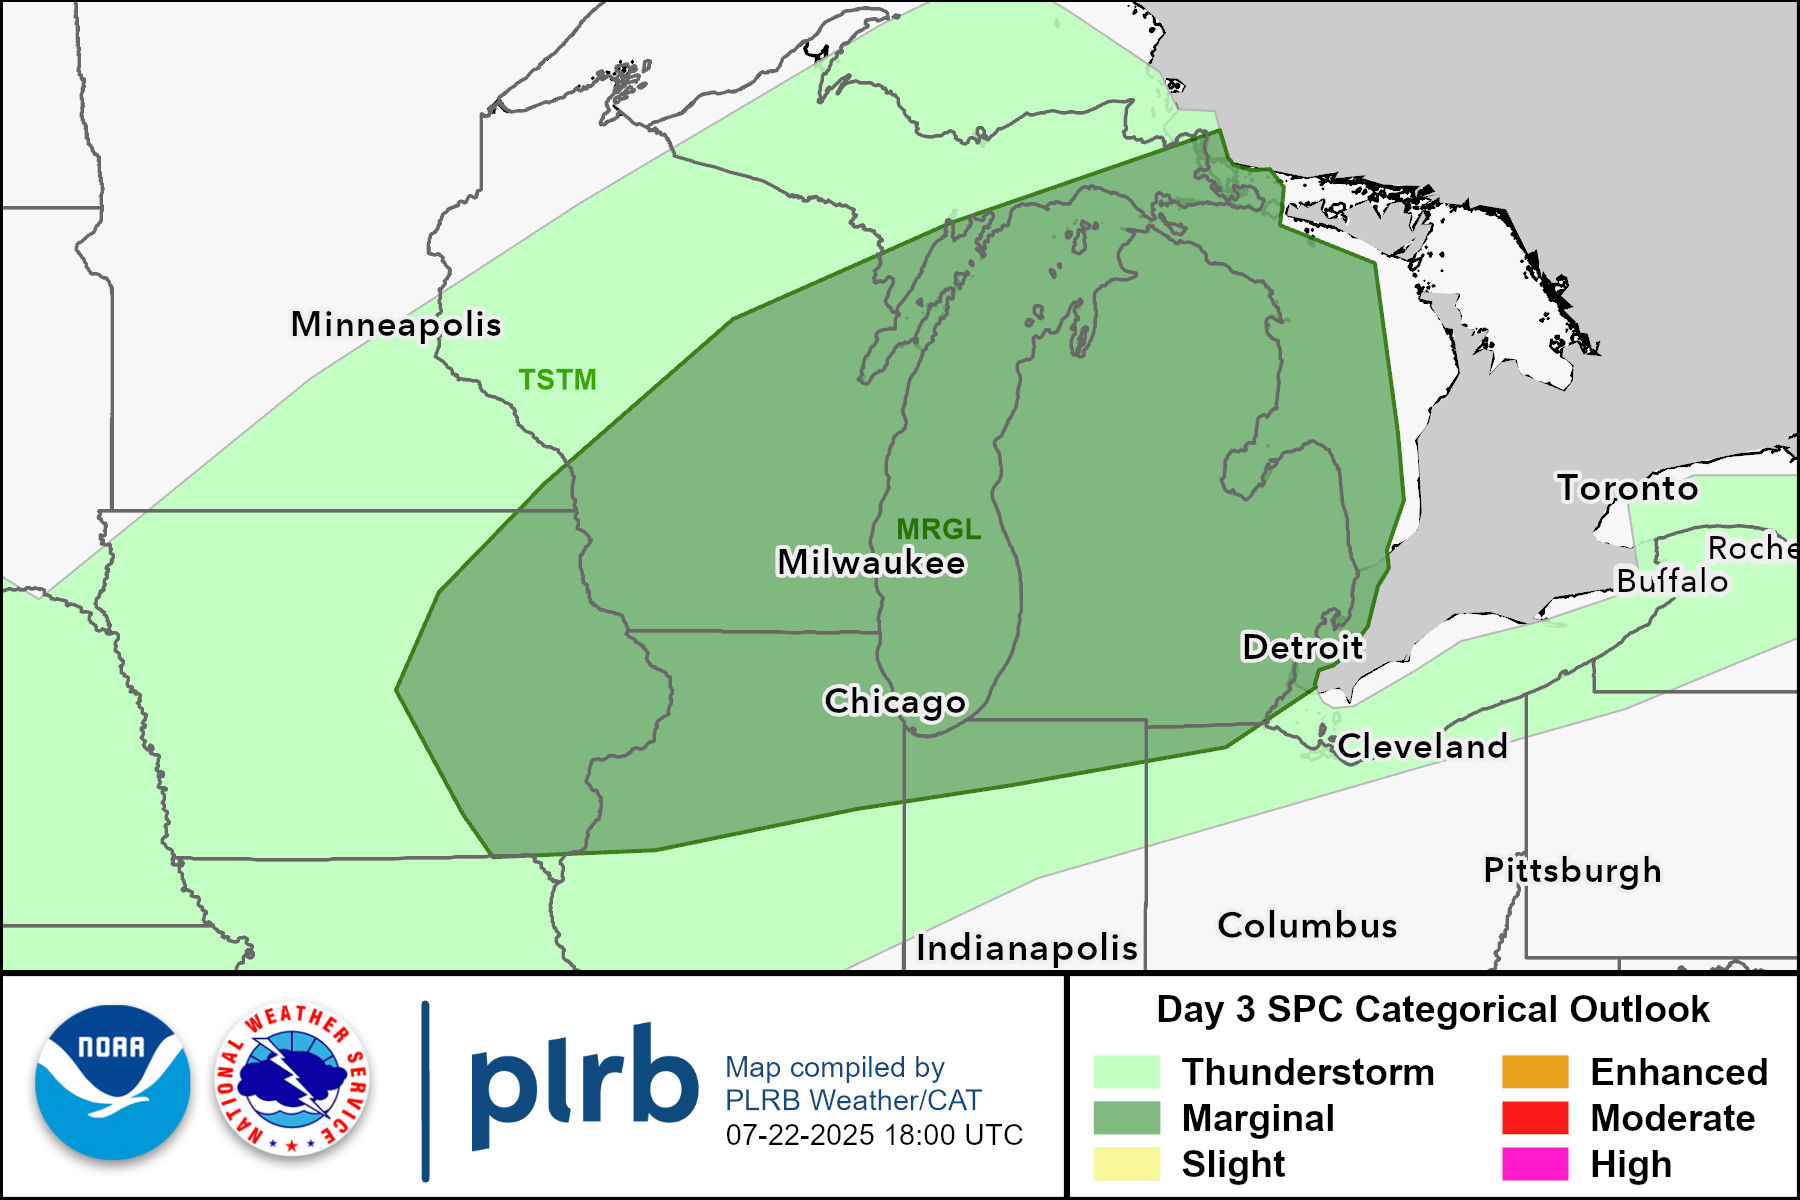 Minneapolis
TSTM
Toronto
MRGL
Roche
Milwaukee
Buffalo
Detroit
Chicago
Cleveland
Pittsburgh
Columbus
Indianapolis
NOAA
NATIONAL WEATHER SERVICE
plrb
Map compiled by
PLRB Weather/CAT
07-22-2025 18:00 UTC
Day 3 SPC Categorical Outlook
Thunderstorm
Enhanced
Marginal
Moderate
Slight
High